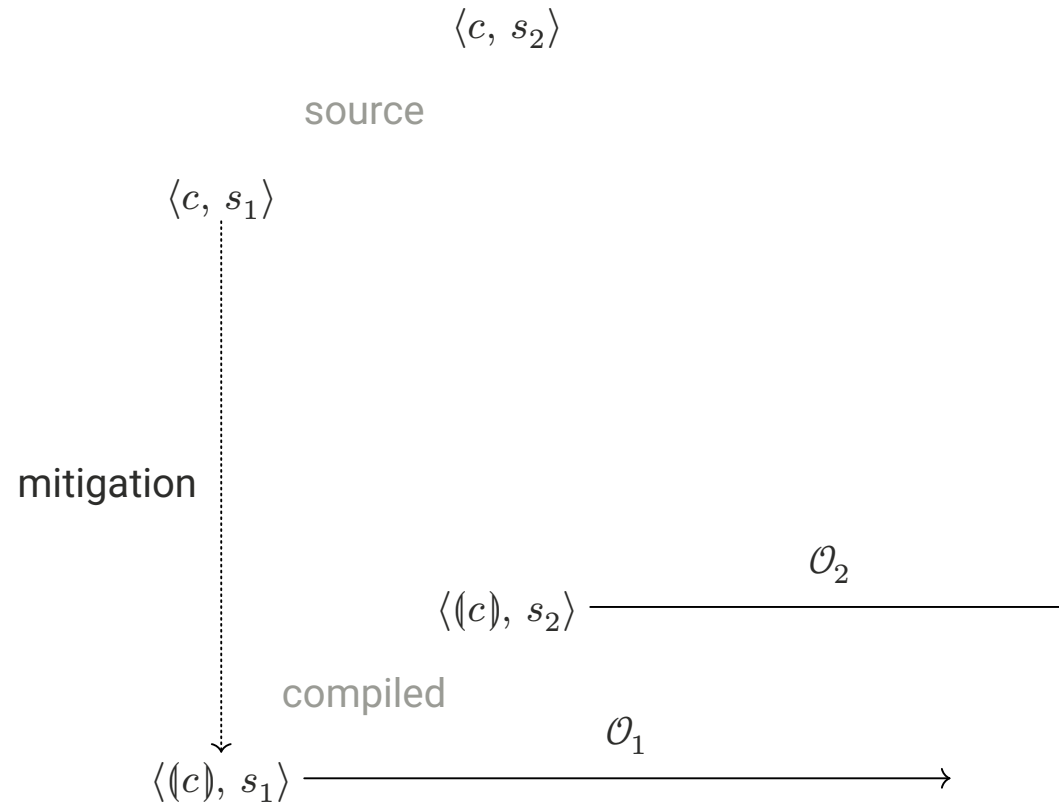 ⟨c, s₂⟩
source
⟨c, s₁⟩
mitigation
𝒪₂
⟨⦇c⦈, s₂⟩
compiled
𝒪₁
⟨⦇c⦈, s₁⟩